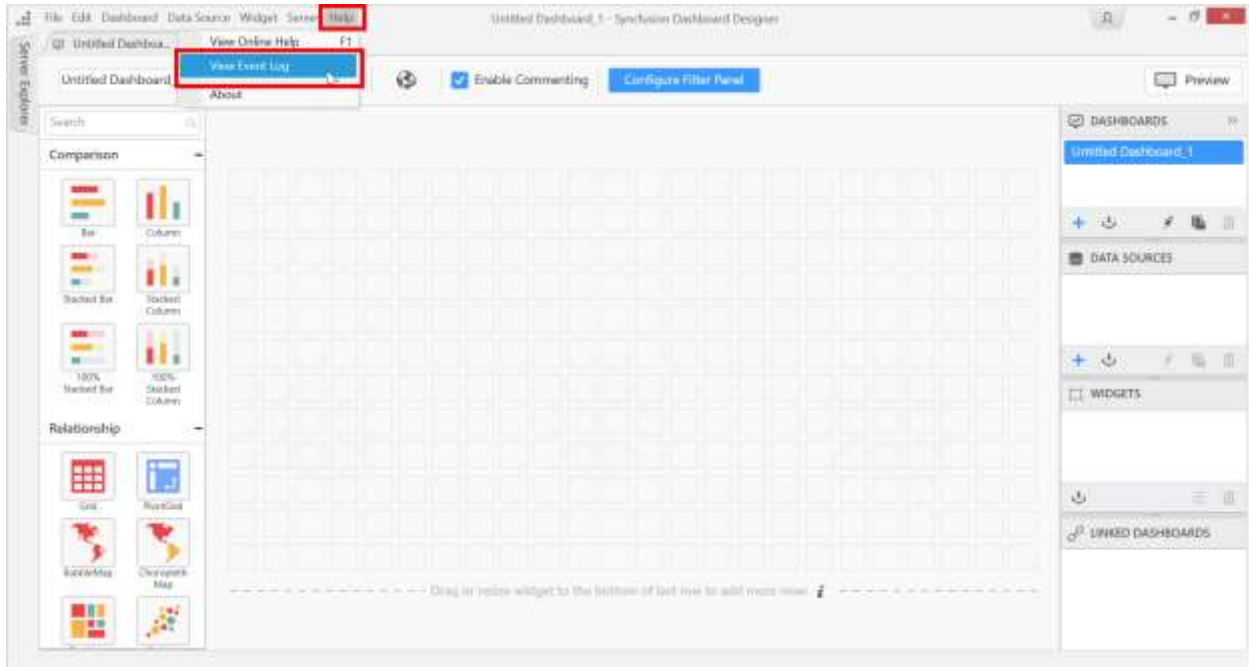 File Edit Dashboard Data Source Widget Server Help
Untitled Dashboard_1 - Syncfusion Dashboard Designer
Server Explorer
Untitled Dashboa...
View Online Help F1
View Event Log
About
Untitled Dashboard
Enable Commenting
Configure Filter Panel
Preview
Search
Comparison
Bar
Column
Stacked Bar
Stacked
Column
100%
Stacked Bar
100%
Stacked
Column
Relationship
Grid
PivotGrid
BubbleMap
Choropleth
Map
DASHBOARDS
Untitled Dashboard_1
DATA SOURCES
WIDGETS
LINKED DASHBOARDS
Drag or resize widget to the bottom of last row to add more rows